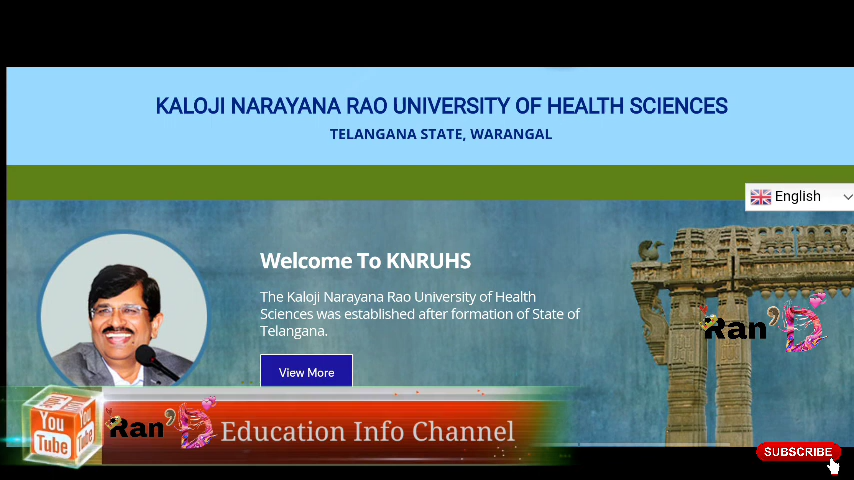 KALOJI NARAYANA RAO UNIVERSITY OF HEALTH SCIENCES
TELANGANA STATE, WARANGAL
English
Welcome To KNRUHS
The Kaloji Narayana Rao University of Health
Sciences was established after formation of State of
Telangana.
View More
Ran'D
You Tube
You Tube
Ran'D
Education Info Channel
SUBSCRIBE